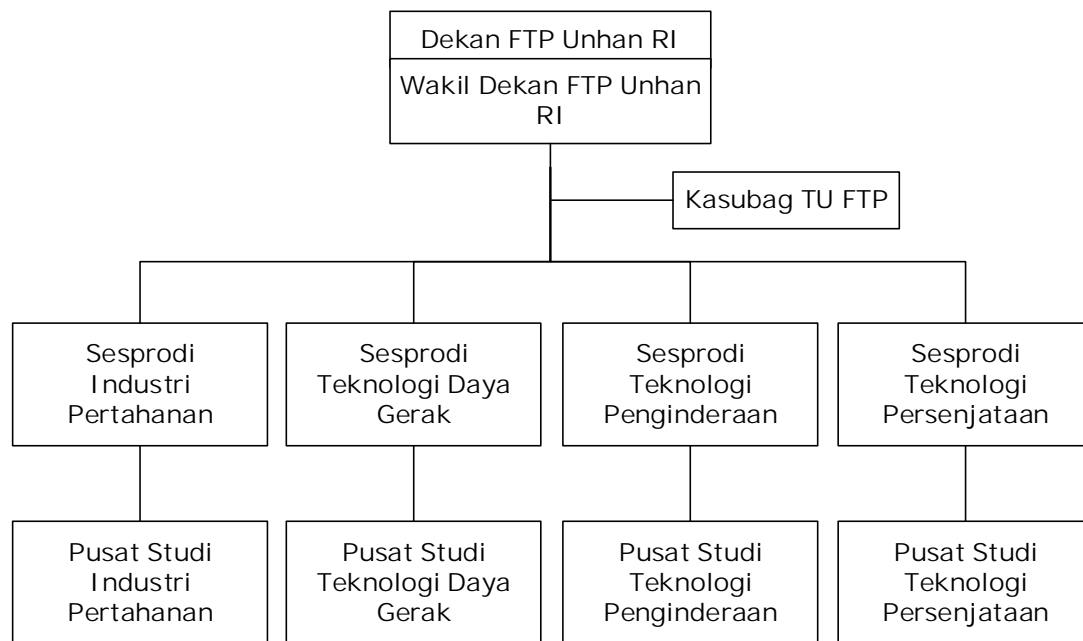 Dekan FTP Unhan RI
Wakil Dekan FTP Unhan
RI
Kasubag TU FTP
Sesprodi
Industri
Pertahanan
Sesprodi
Teknologi Daya
Gerak
Sesprodi
Teknologi
Penginderaan
Sesprodi
Teknologi
Persenjataan
Pusat Studi
Industri
Pertahanan
Pusat Studi
Teknologi Daya
Gerak
Pusat Studi
Teknologi
Penginderaan
Pusat Studi
Teknologi
Persenjataan